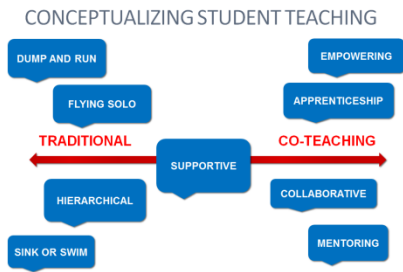 CONCEPTUALIZING STUDENT TEACHING
DUMP AND RUN
EMPOWERING
FLYING SOLO
APPRENTICESHIP
TRADITIONAL
CO-TEACHING
SUPPORTIVE
HIERARCHICAL
COLLABORATIVE
SINK OR SWIM
MENTORING